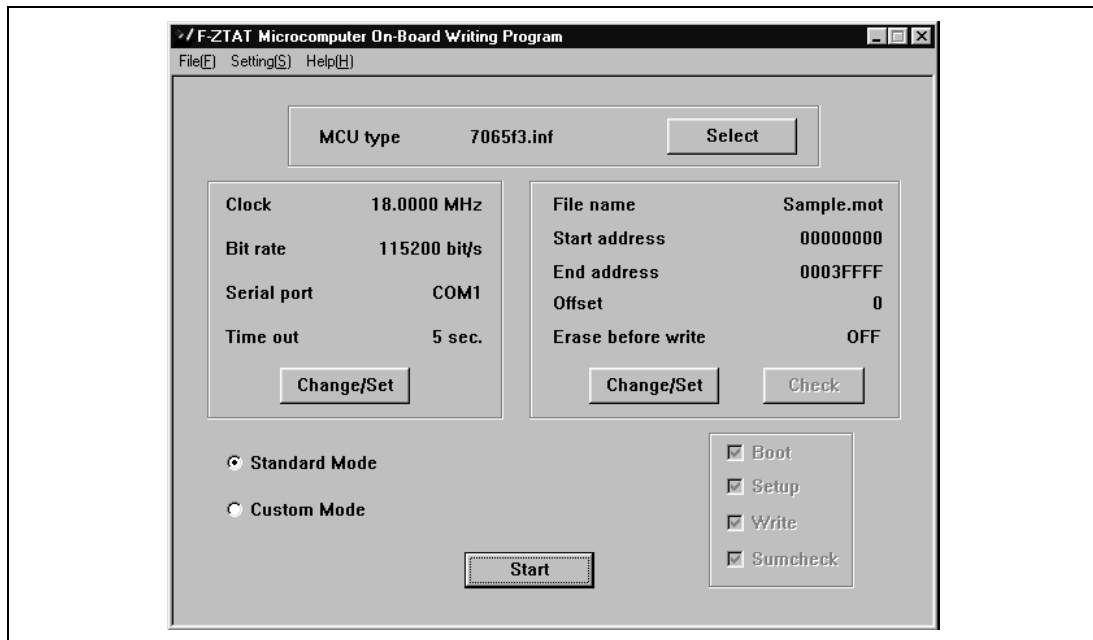 F-ZTAT Microcomputer On-Board Writing Program
File(F) Setting(S) Help(H)
MCU type 7065f3.inf Select
Clock 18.0000 MHz
Bit rate 115200 bit/s
Serial port COM1
Time out 5 sec.
Change/Set
File name Sample.mot
Start address 00000000
End address 0003FFFF
Offset 0
Erase before write OFF
Change/Set Check
Standard Mode
Custom Mode
Boot
Setup
Write
Sumcheck
Start